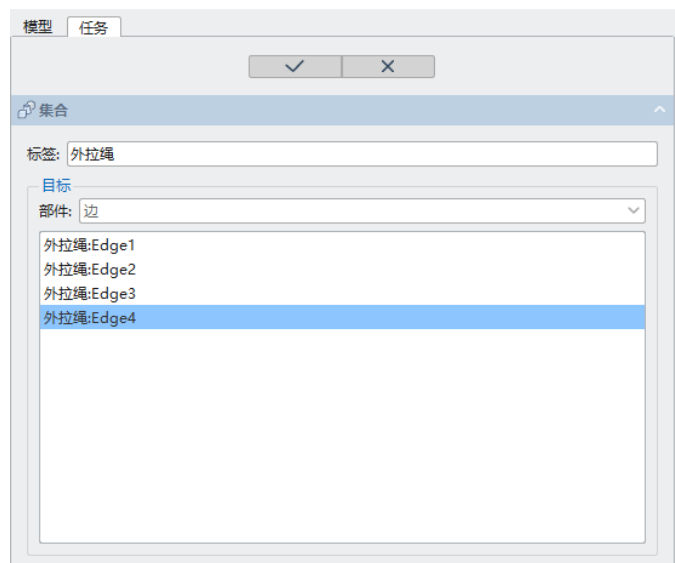 模型 任务
集合
标签: 外拉绳
目标
部件: 边
外拉绳:Edge1
外拉绳:Edge2
外拉绳:Edge3
外拉绳:Edge4